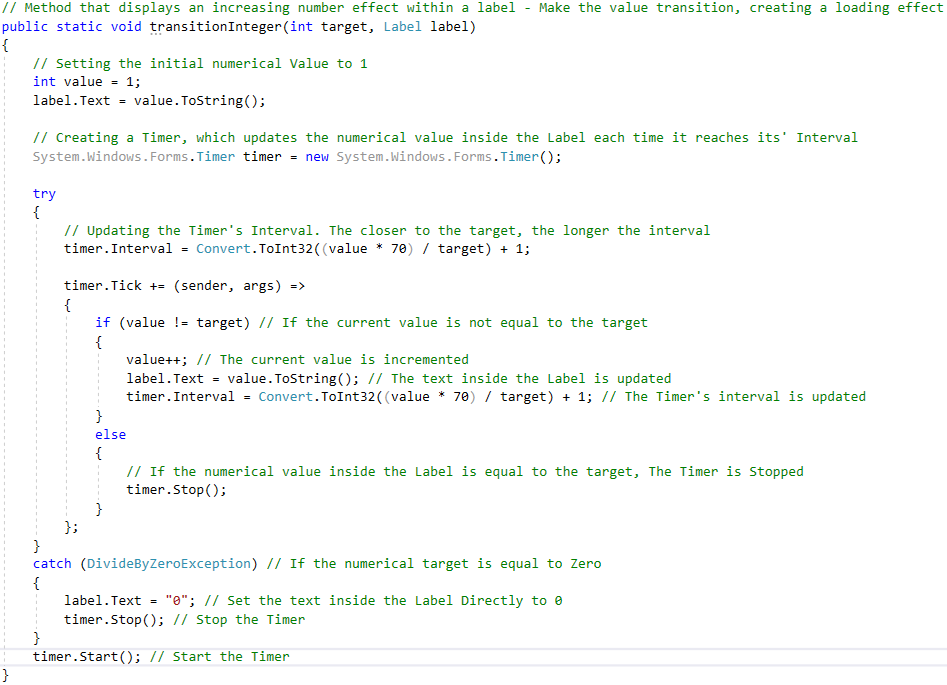 // Method that displays an increasing number effect within a label - Make the value transition, creating a loading effect
public static void transitionInteger(int target, Label label)
{
    // Setting the initial numerical Value to 1
    int value = 1;
    label.Text = value.ToString();

    // Creating a Timer, which updates the numerical value inside the Label each time it reaches its' Interval
    System.Windows.Forms.Timer timer = new System.Windows.Forms.Timer();

    try
    {
        // Updating the Timer's Interval. The closer to the target, the longer the interval
        timer.Interval = Convert.ToInt32((value * 70) / target) + 1;

        timer.Tick += (sender, args) =>
        {
            if (value != target) // If the current value is not equal to the target
            {
                value++; // The current value is incremented
                label.Text = value.ToString(); // The text inside the Label is updated
                timer.Interval = Convert.ToInt32((value * 70) / target) + 1; // The Timer's interval is updated
            }
            else
            {
                // If the numerical value inside the Label is equal to the target, The Timer is Stopped
                timer.Stop();
            }
        };
    }
    catch (DivideByZeroException) // If the numerical target is equal to Zero
    {
        label.Text = "0"; // Set the text inside the Label Directly to 0
        timer.Stop(); // Stop the Timer
    }
    timer.Start(); // Start the Timer
}